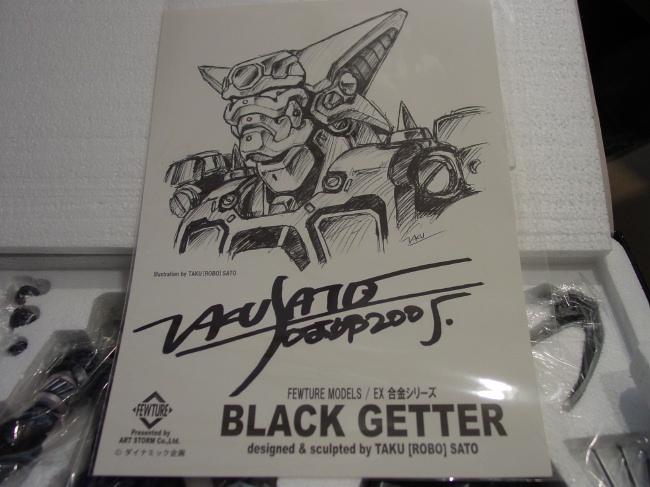 TAKU
Illustration by TAKU [ROBO] SATO
TAKU SATO
2005.
FEWTURE MODELS / EX 合金シリーズ
BLACK GETTER
designed & sculpted by TAKU [ROBO] SATO
FEWTURE
Presented by
ART STORM Co.,Ltd.
© ダイナミック企画